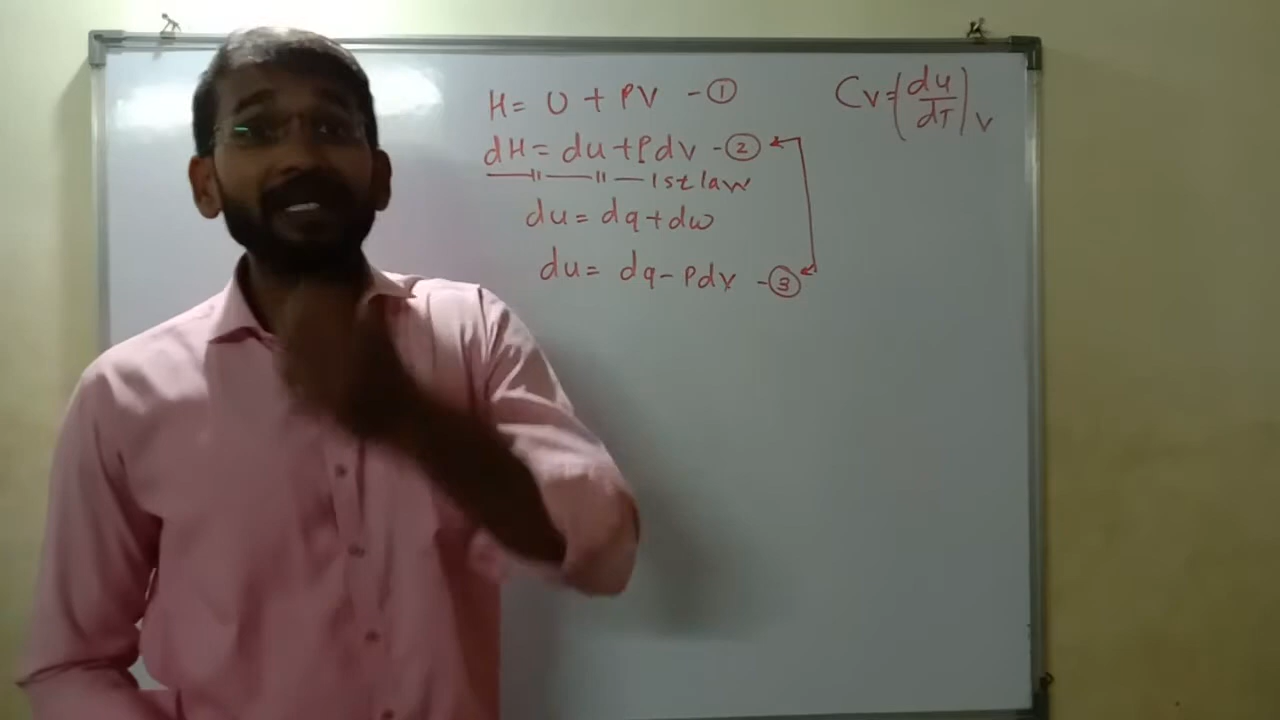 H = U + PV - ①
dH = du + Pdv - ②
—— 〃 —— 〃 —— 1st law
du = dq + dw
du = dq - Pdv - ③
Cv = (du/dT)v